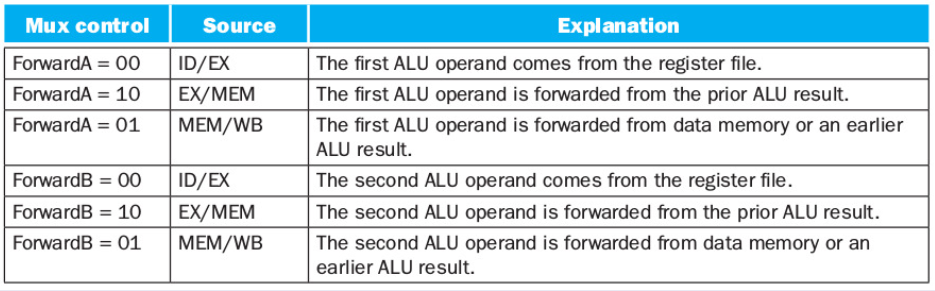 Mux control Source Explanation
ForwardA = 00 ID/EX The first ALU operand comes from the register file.
ForwardA = 10 EX/MEM The first ALU operand is forwarded from the prior ALU result.
ForwardA = 01 MEM/WB The first ALU operand is forwarded from data memory or an earlier
ALU result.
ForwardB = 00 ID/EX The second ALU operand comes from the register file.
ForwardB = 10 EX/MEM The second ALU operand is forwarded from the prior ALU result.
ForwardB = 01 MEM/WB The second ALU operand is forwarded from data memory or an
earlier ALU result.